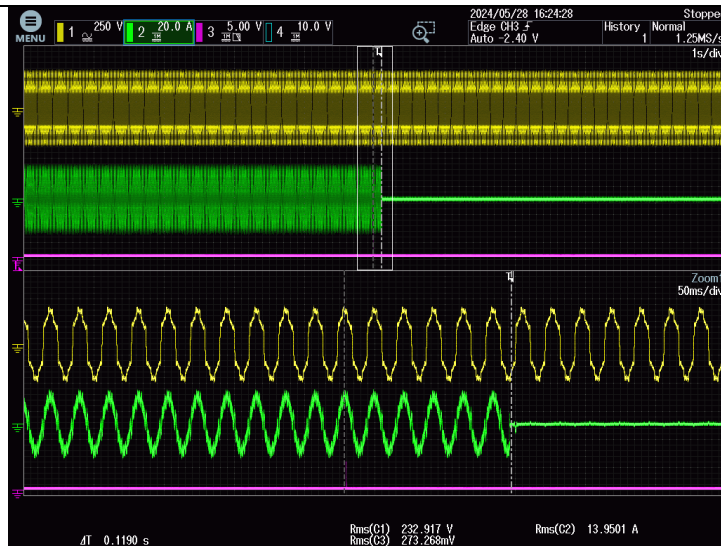 MENU
1 250 V
2 20.0 A
3 5.00 V
4 10.0 V
2024/05/28 16:24:28
Stoppe
Edge CH3
Auto -2.40 V
History
1
Normal
1.25MS/s
1s/div
Zoom1
50ms/div
Rms(C1) 232.917 V
Rms(C2) 13.9501 A
ΔT 0.1190 s
Rms(C3) 273.268mV